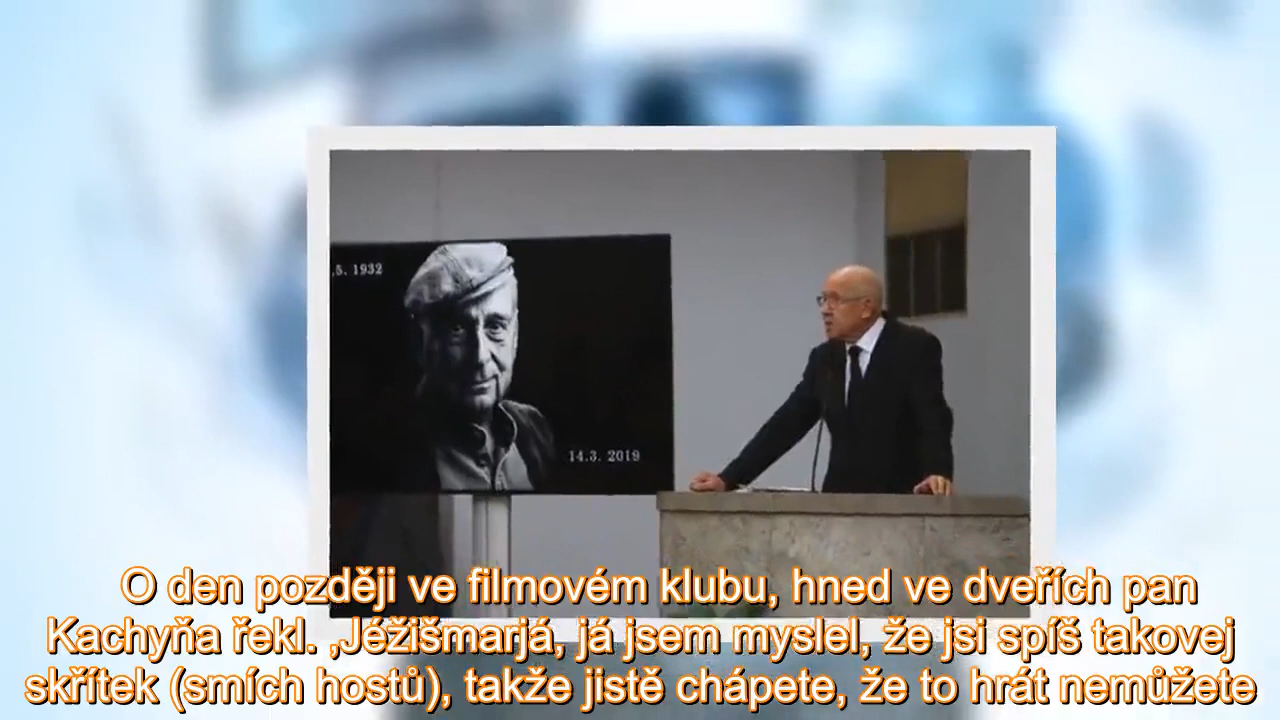 .5. 1932
14.3. 2019
O den později ve filmovém klubu, hned ve dveřích pan
Kachyňa řekl. ‚Jéžišmarjá, já jsem myslel, že jsi spíš takovej
skřítek (smích hostů), takže jistě chápete, že to hrát nemůžete